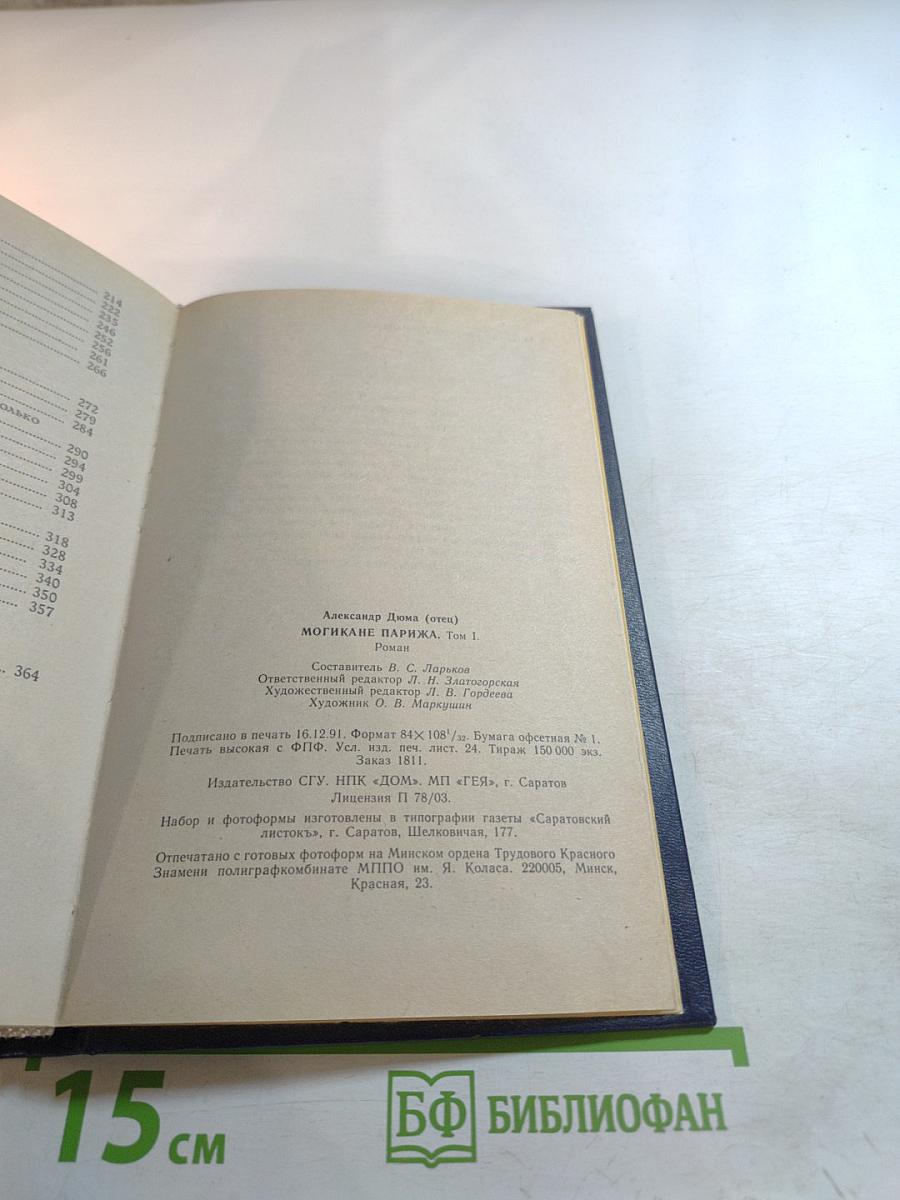 214
222
235
246
252
256
261
266
272
279
284
290
294
299
304
308
313
318
328
334
340
350
357
364
Александр Дюма (отец)
МОГИКАНЕ ПАРИЖА. Том 1.
Роман
Составитель В. С. Ларьков
Ответственный редактор Л. Н. Златогорская
Художественный редактор Л. В. Гордеева
Художник О. В. Маркушин
Подписано в печать 16.12.91. Формат 84×108¹/₃₂. Бумага офсетная № 1.
Печать высокая с ФПФ. Усл. изд. печ. лист. 24. Тираж 150 000 экз.
Заказ 1811.
Издательство СГУ. НПК «ДОМ». МП «ГЕЯ», г. Саратов
Лицензия П 78/03.
Набор и фотоформы изготовлены в типографии газеты «Саратовский
листокъ», г. Саратов, Шелковичая, 177.
Отпечатано с готовых фотоформ на Минском ордена Трудового Красного
Знамени полиграфкомбинате МППО им. Я. Коласа. 220005, Минск,
Красная, 23.
15 см
БФ БИБЛИОФАН